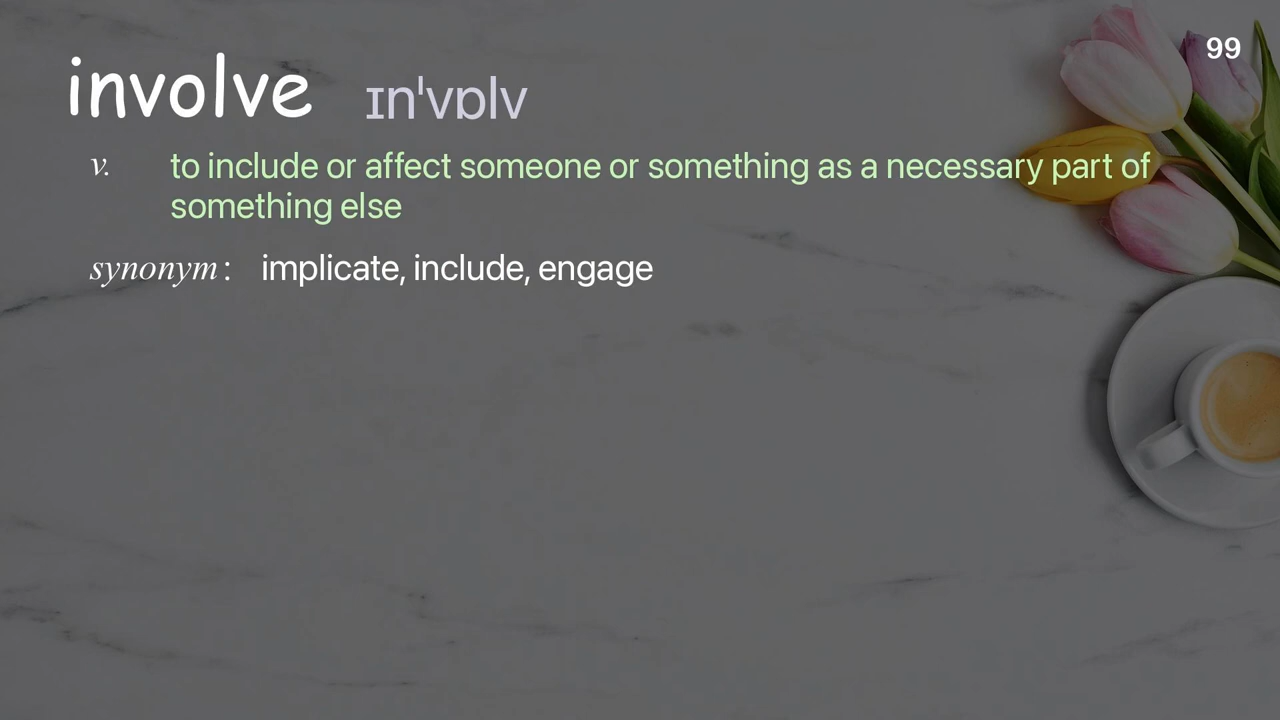 99
involve ɪnˈvɒlv
v. to include or affect someone or something as a necessary part of
something else
synonym: implicate, include, engage